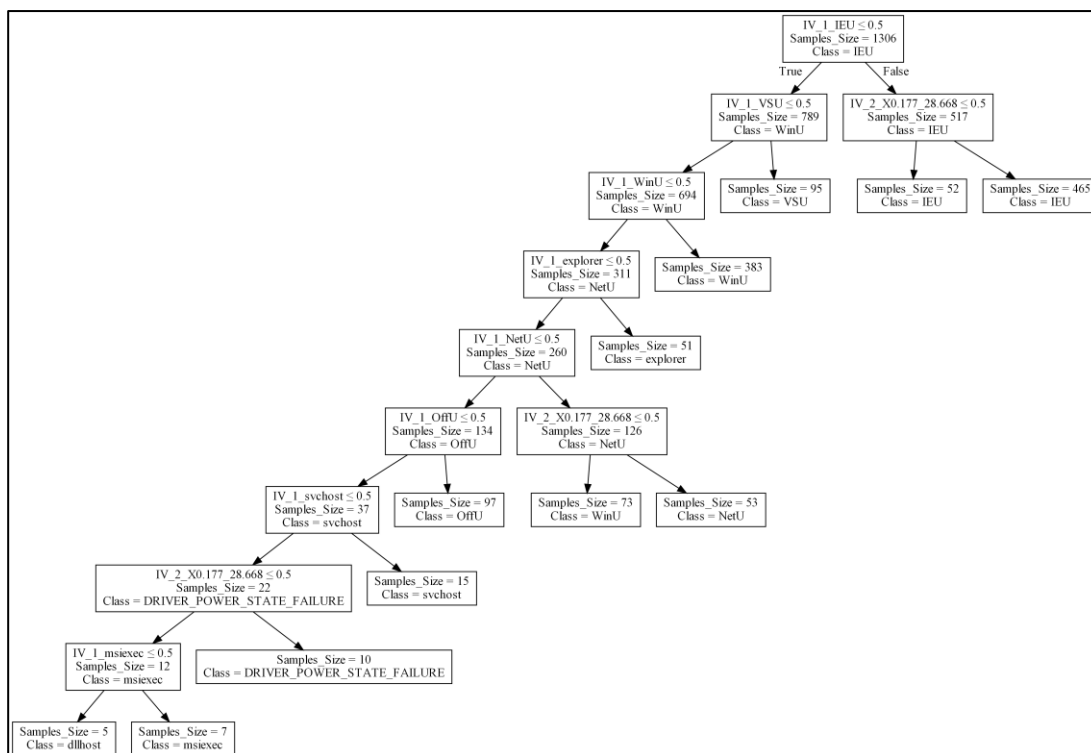 IV_1_IEU ≤ 0.5
Samples_Size = 1306
Class = IEU
True
False
IV_1_VSU ≤ 0.5
Samples_Size = 789
Class = WinU
IV_2_X0.177_28.668 ≤ 0.5
Samples_Size = 517
Class = IEU
IV_1_WinU ≤ 0.5
Samples_Size = 694
Class = WinU
Samples_Size = 95
Class = VSU
Samples_Size = 52
Class = IEU
Samples_Size = 465
Class = IEU
IV_1_explorer ≤ 0.5
Samples_Size = 311
Class = NetU
Samples_Size = 383
Class = WinU
IV_1_NetU ≤ 0.5
Samples_Size = 260
Class = NetU
Samples_Size = 51
Class = explorer
IV_1_OffU ≤ 0.5
Samples_Size = 134
Class = OffU
IV_2_X0.177_28.668 ≤ 0.5
Samples_Size = 126
Class = NetU
IV_1_svchost ≤ 0.5
Samples_Size = 37
Class = svchost
Samples_Size = 97
Class = OffU
Samples_Size = 73
Class = WinU
Samples_Size = 53
Class = NetU
IV_2_X0.177_28.668 ≤ 0.5
Samples_Size = 22
Class = DRIVER_POWER_STATE_FAILURE
Samples_Size = 15
Class = svchost
IV_1_msiexec ≤ 0.5
Samples_Size = 12
Class = msiexec
Samples_Size = 10
Class = DRIVER_POWER_STATE_FAILURE
Samples_Size = 5
Class = dllhost
Samples_Size = 7
Class = msiexec